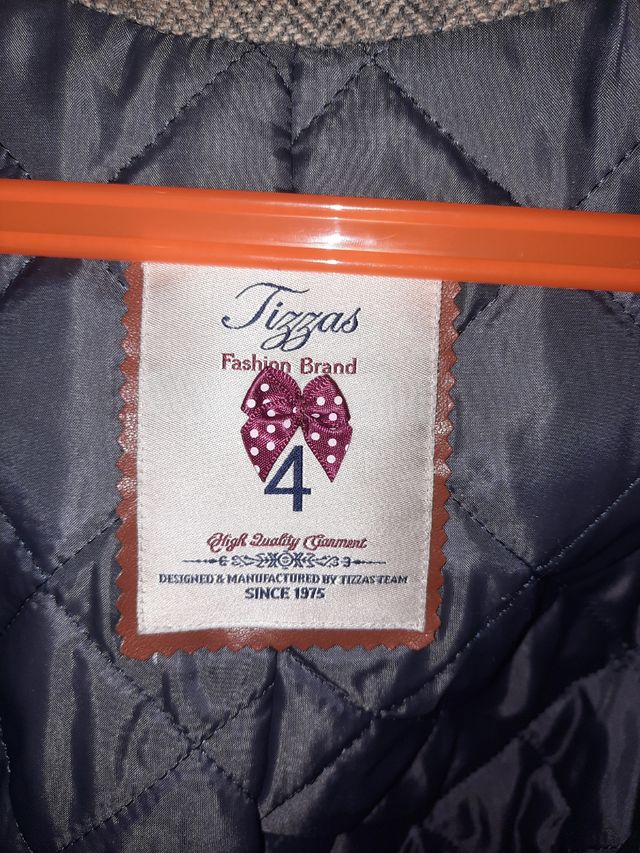 Tizzas
Fashion Brand
4
High Quality Garment
DESIGNED & MANUFACTURED BY TIZZAS TEAM
SINCE 1975